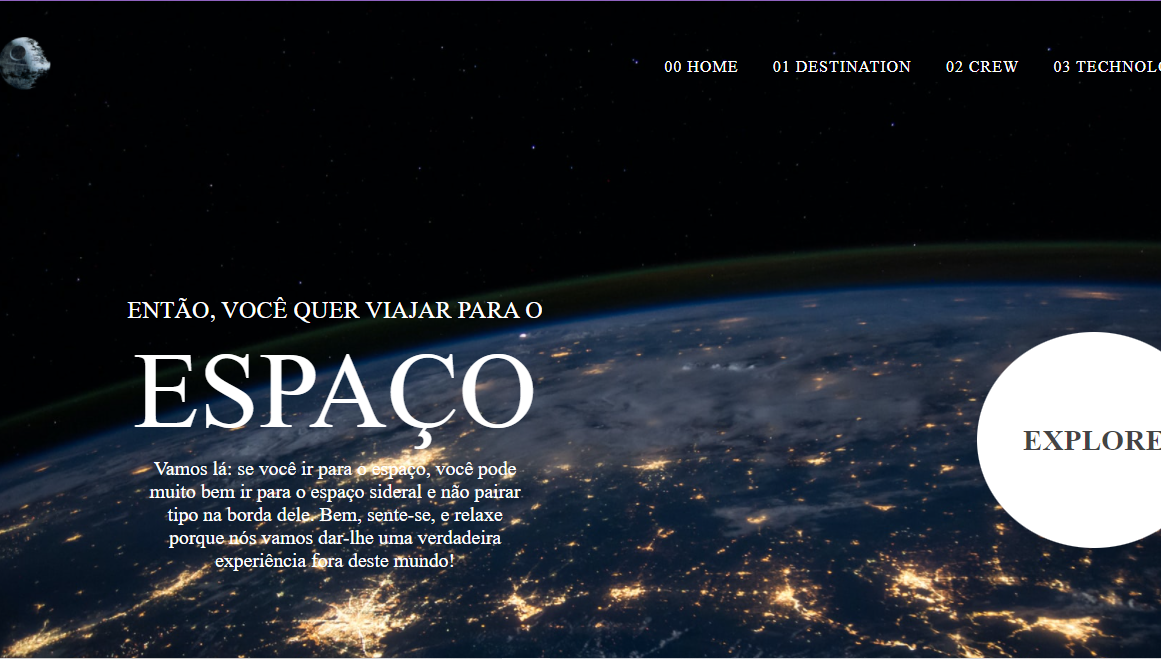 00 HOME 01 DESTINATION 02 CREW 03 TECHNOLO
ENTÃO, VOCÊ QUER VIAJAR PARA O
ESPAÇO
Vamos lá: se você ir para o espaço, você pode
muito bem ir para o espaço sideral e não pairar
tipo na borda dele. Bem, sente-se, e relaxe
porque nós vamos dar-lhe uma verdadeira
experiência fora deste mundo!
EXPLORE